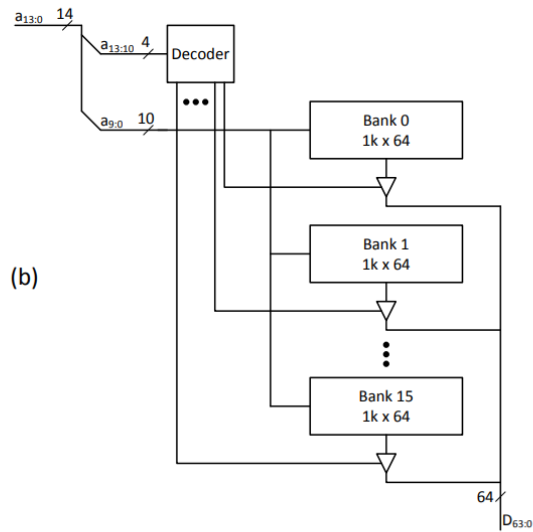 a13:0 14
a13:10 4
Decoder
a9:0 10
Bank 0
1k x 64
Bank 1
1k x 64
(b)
Bank 15
1k x 64
64
D63:0